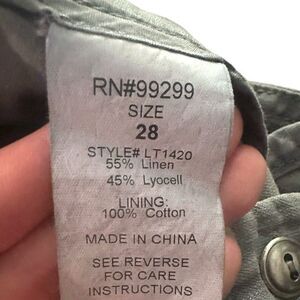 RN#99299
SIZE
28
STYLE# LT1420
55% Linen
45% Lyocell
LINING:
100% Cotton
MADE IN CHINA
SEE REVERSE
FOR CARE
INSTRUCTIONS